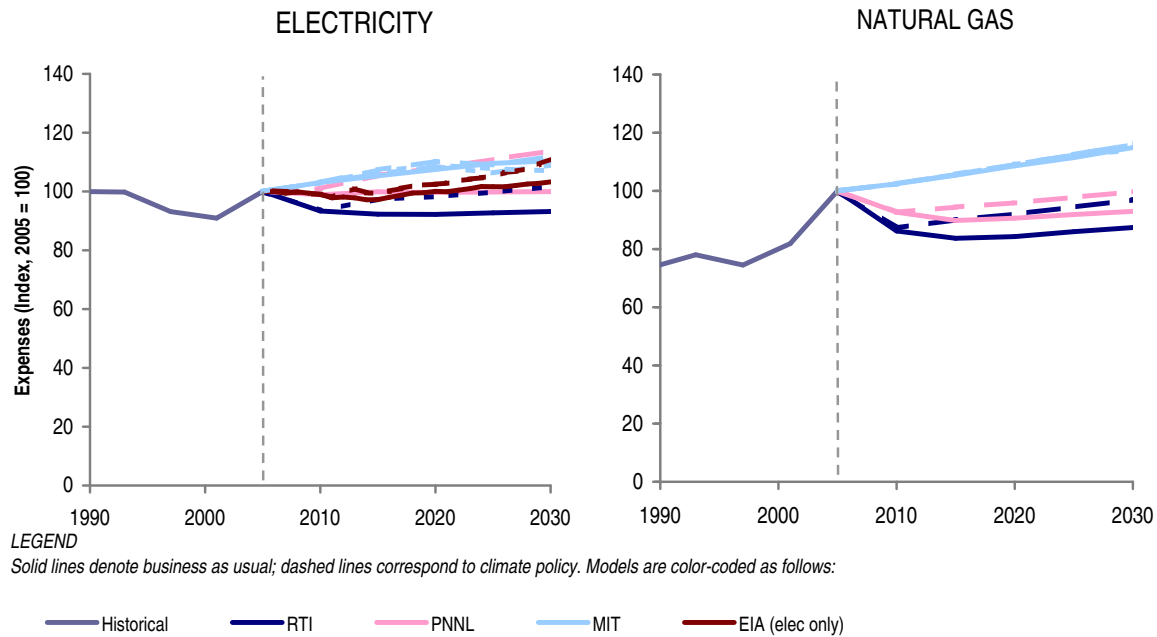 ELECTRICITY
NATURAL GAS
Expenses (Index, 2005 = 100)
140
120
100
80
60
40
20
0
1990 2000 2010 2020 2030
140
120
100
80
60
40
20
0
1990 2000 2010 2020 2030
LEGEND
Solid lines denote business as usual; dashed lines correspond to climate policy. Models are color-coded as follows:
Historical RTI PNNL MIT EIA (elec only)